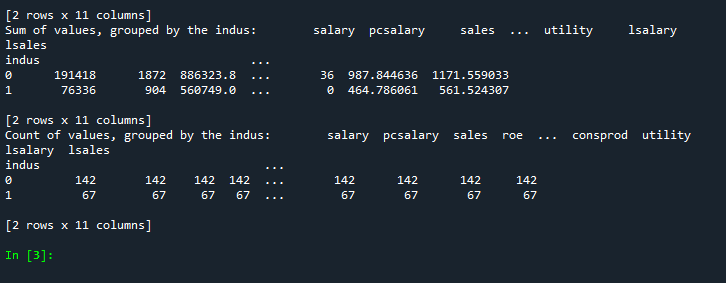 [2 rows x 11 columns]
Sum of values, grouped by the indus:        salary  pcsalary     sales  ...  utility     lsalary
lsales
indus                              ...
0      191418      1872  886323.8  ...       36  987.844636  1171.559033
1       76336       904  560749.0  ...        0  464.786061   561.524307
[2 rows x 11 columns]
Count of values, grouped by the indus:        salary  pcsalary  sales  roe  ...  consprod  utility
lsalary  lsales
indus                                ...
0         142       142    142  142  ...       142      142      142     142
1          67        67     67   67  ...        67       67       67      67
[2 rows x 11 columns]
In [3]: